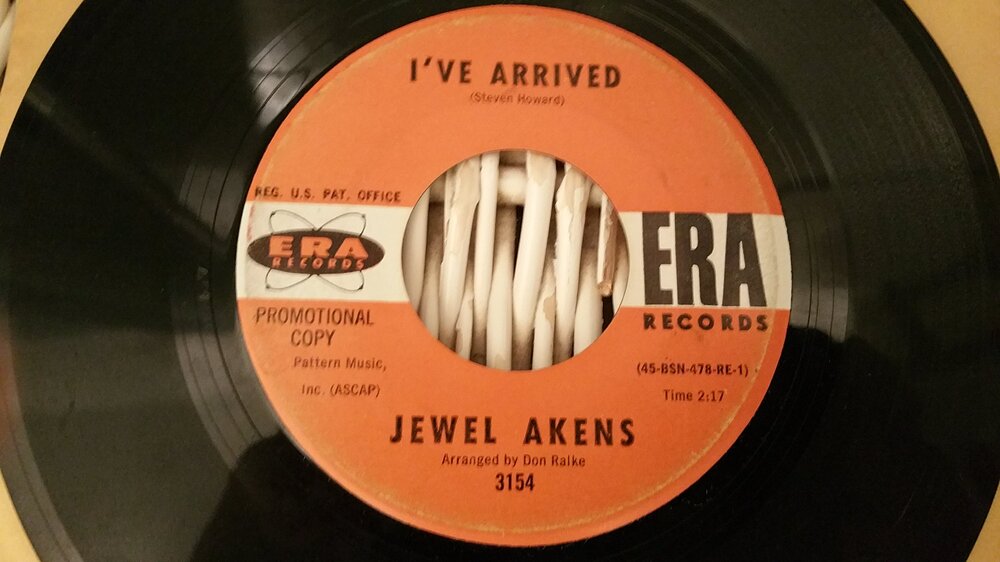 I'VE ARRIVED
(Steven Howard)
REG. U.S. PAT. OFFICE
ERA
RECORDS
ERA
RECORDS
PROMOTIONAL
COPY
Pattern Music,
Inc. (ASCAP)
(45-BSN-478-RE-1)
Time 2:17
JEWEL AKENS
Arranged by Don Ralke
3154